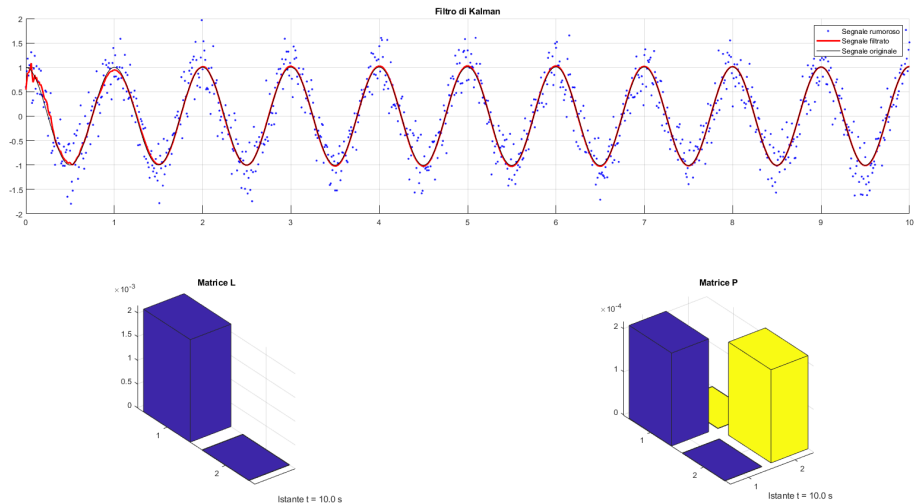 Filtro di Kalman
Segnale rumoroso
Segnale filtrato
Segnale originale
2
1.5
1
0.5
0
-0.5
-1
-1.5
-2
0 1 2 3 4 5 6 7 8 9 10
Matrice L
×10⁻³
2
1.5
1
0.5
0
1
2
Istante t = 10.0 s
Matrice P
×10⁻⁴
2
1
0
1
2
1
2
Istante t = 10.0 s